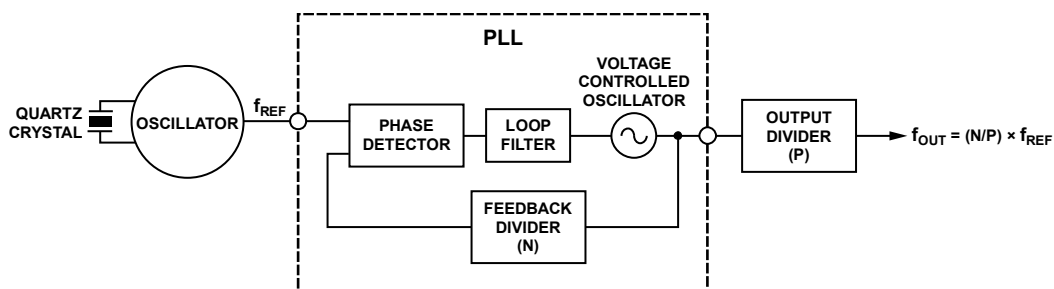 PLL
QUARTZ
CRYSTAL
OSCILLATOR
fREF
PHASE
DETECTOR
LOOP
FILTER
VOLTAGE
CONTROLLED
OSCILLATOR
OUTPUT
DIVIDER
(P)
fOUT = (N/P) × fREF
FEEDBACK
DIVIDER
(N)